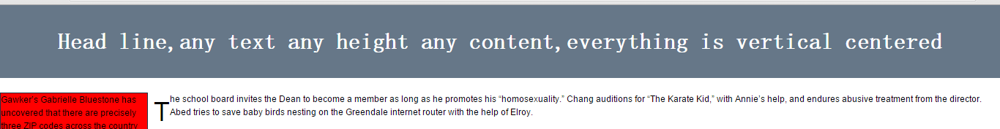 Head line,any text any height any content,everything is vertical centered
Gawker's Gabrielle Bluestone has
uncovered that there are precisely
three ZIP codes across the country
The school board invites the Dean to become a member as long as he promotes his “homosexuality.” Chang auditions for “The Karate Kid,” with Annie’s help, and endures abusive treatment from the director.
Abed tries to save baby birds nesting on the Greendale internet router with the help of Elroy.